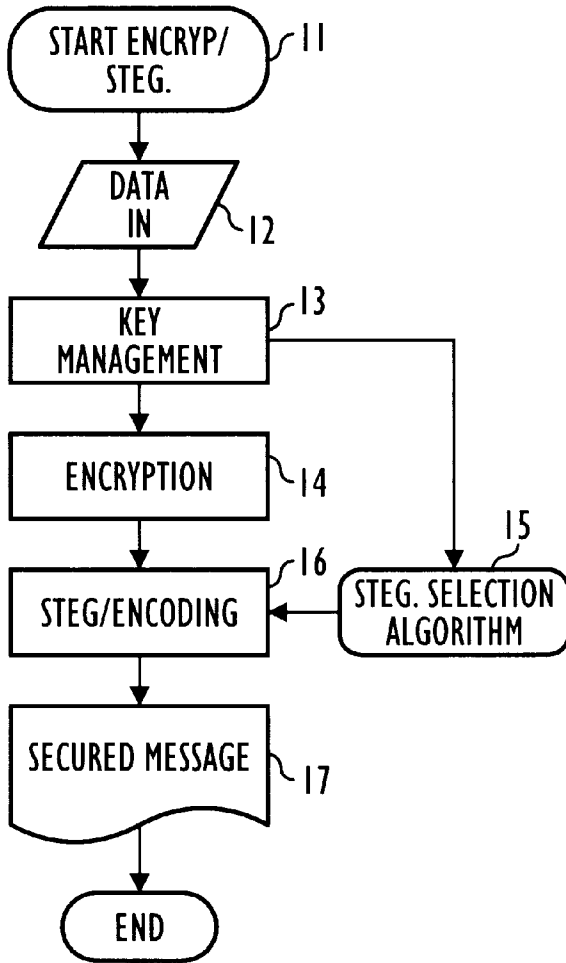 START ENCRYP/
STEG.
11
DATA
IN
12
KEY
MANAGEMENT
13
ENCRYPTION
14
15
STEG. SELECTION
ALGORITHM
STEG/ENCODING
16
SECURED MESSAGE
17
END